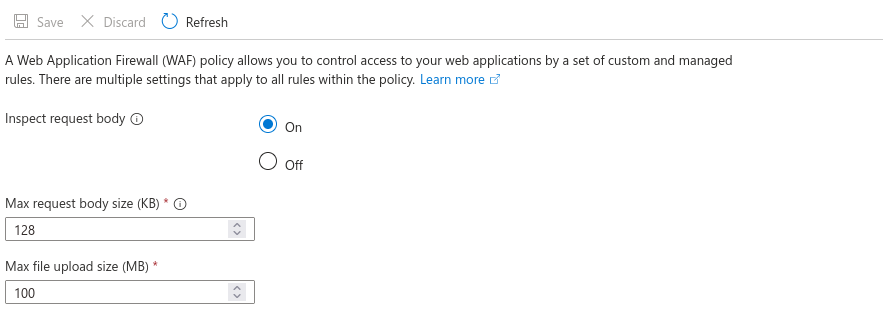 Save Discard Refresh
A Web Application Firewall (WAF) policy allows you to control access to your web applications by a set of custom and managed
rules. There are multiple settings that apply to all rules within the policy. Learn more
Inspect request body
On
Off
Max request body size (KB) *
128
Max file upload size (MB) *
100